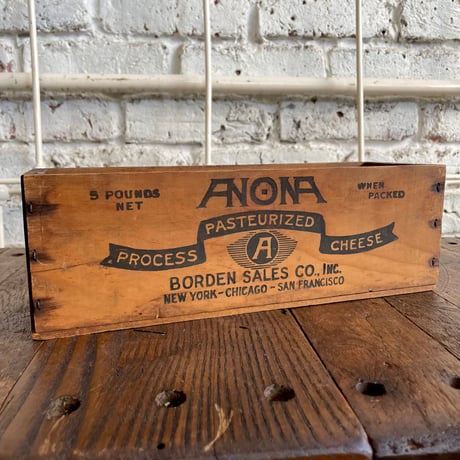 5 POUNDS
NET
ANONA
WHEN
PACKED
PROCESS PASTEURIZED CHEESE
A
BORDEN SALES CO., INC.
NEW YORK - CHICAGO - SAN FRANCISCO